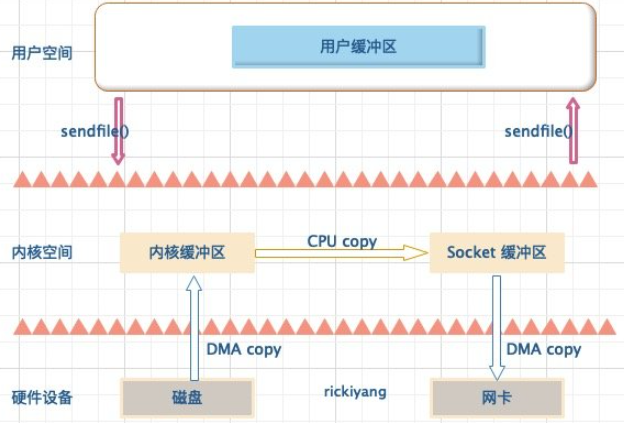 用户空间
用户缓冲区
sendfile()
sendfile()
内核空间
内核缓冲区
CPU copy
Socket 缓冲区
DMA copy
DMA copy
硬件设备
磁盘
rickiyang
网卡